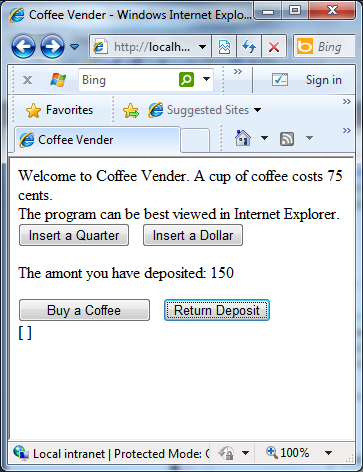 Coffee Vender - Windows Internet Explo...
http://localh...
Bing
Bing
Sign in
Favorites
Suggested Sites
Coffee Vender
Welcome to Coffee Vender. A cup of coffee costs 75
cents.
The program can be best viewed in Internet Explorer.
Insert a Quarter Insert a Dollar
The amont you have deposited: 150
Buy a Coffee Return Deposit
[ ]
Local intranet | Protected Mode: 100%